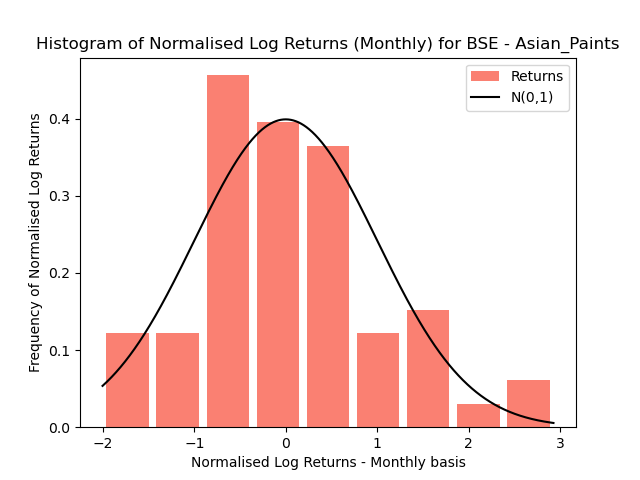 Histogram of Normalised Log Returns (Monthly) for BSE - Asian_Paints
Returns
N(0,1)
Frequency of Normalised Log Returns
0.4
0.3
0.2
0.1
0.0
−2
−1
0
1
2
3
Normalised Log Returns - Monthly basis